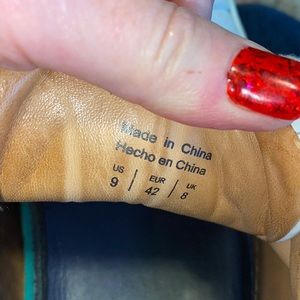 Made in China
Hecho en China
US EUR UK
9 42 8